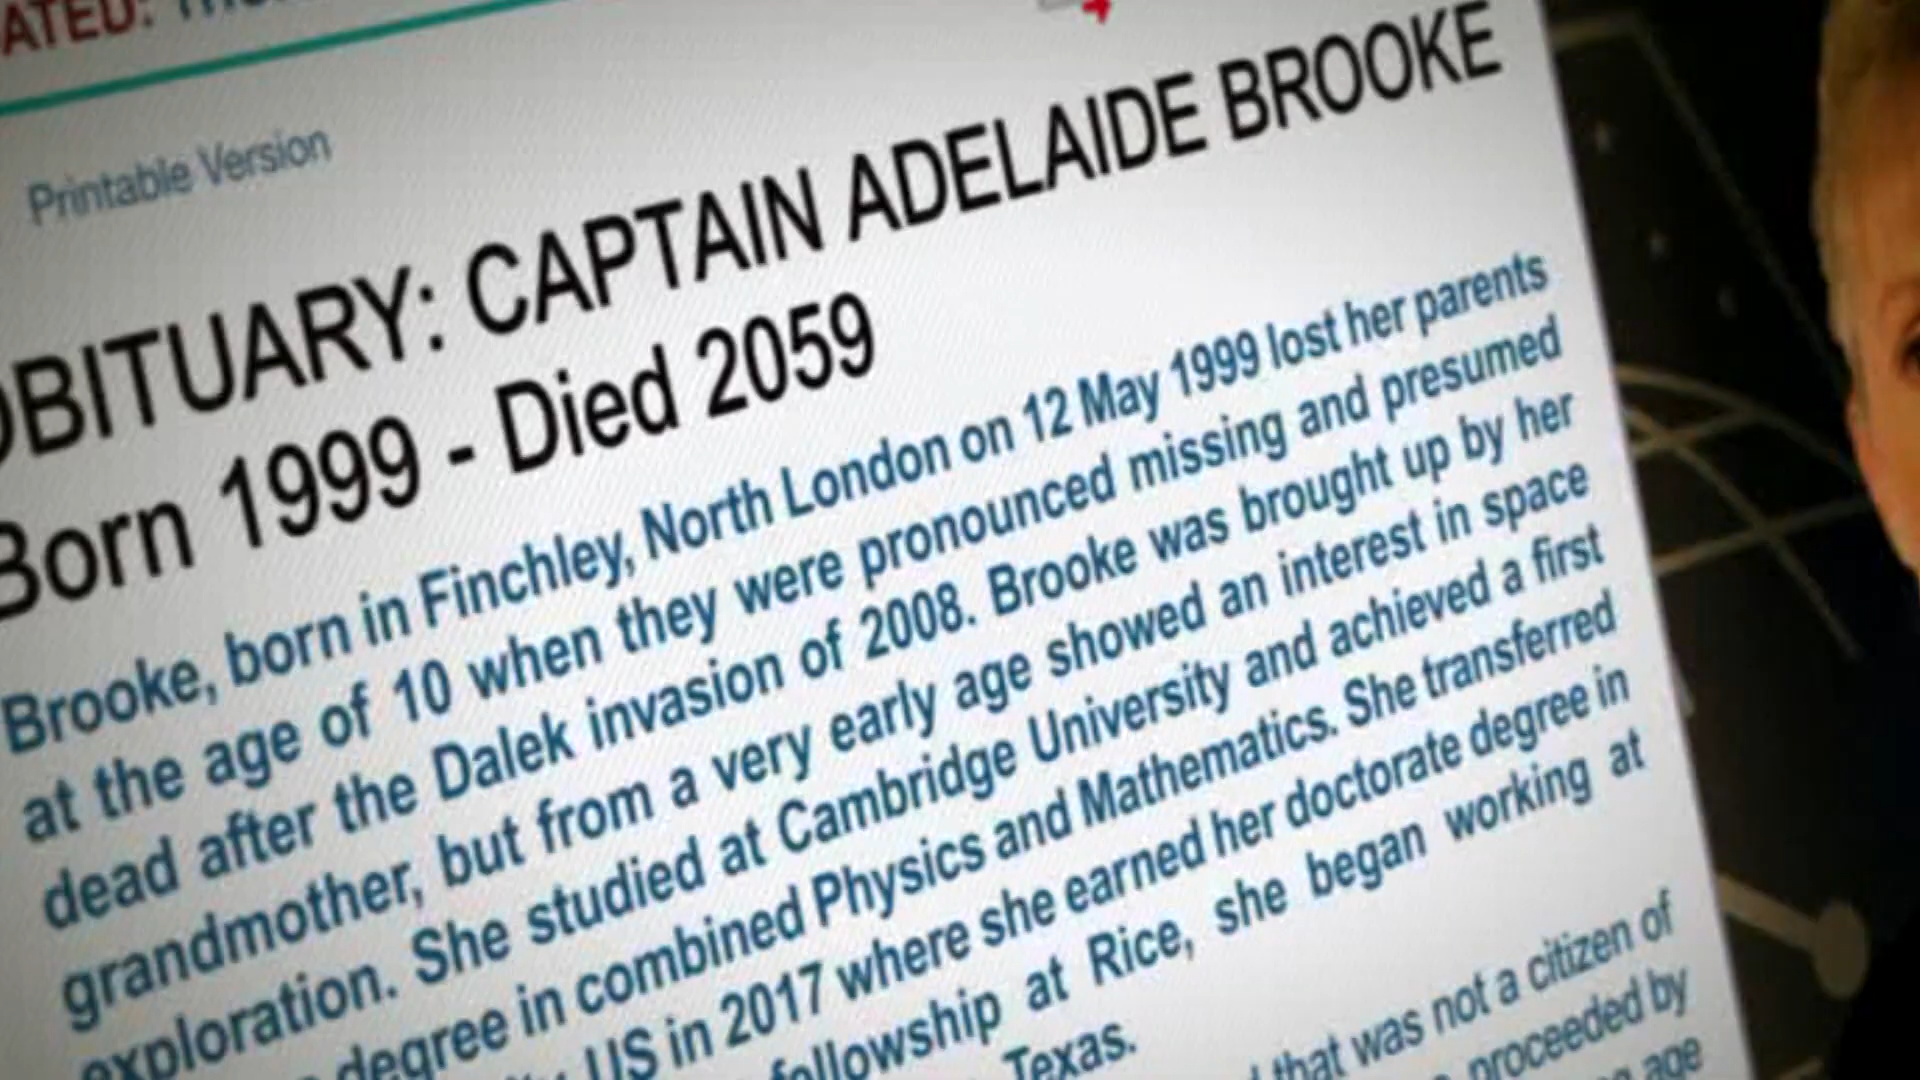 ATED:
Printable Version
OBITUARY: CAPTAIN ADELAIDE BROOKE
Born 1999 - Died 2059
Brooke, born in Finchley, North London on 12 May 1999 lost her parents
at the age of 10 when they were pronounced missing and presumed
dead after the Dalek invasion of 2008. Brooke was brought up by her
grandmother, but from a very early age showed an interest in space
exploration. She studied at Cambridge University and achieved a first
degree in combined Physics and Mathematics. She transferred
US in 2017 where she earned her doctorate degree in
fellowship at Rice, she began working at
Texas.
that was not a citizen of
proceeded by
age